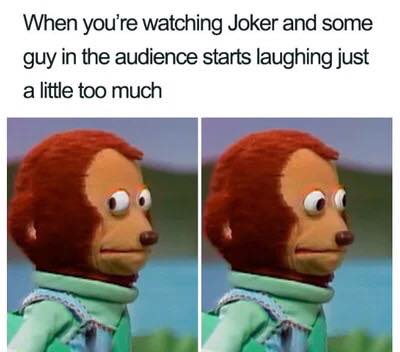 When you're watching Joker and some
guy in the audience starts laughing just
a little too much